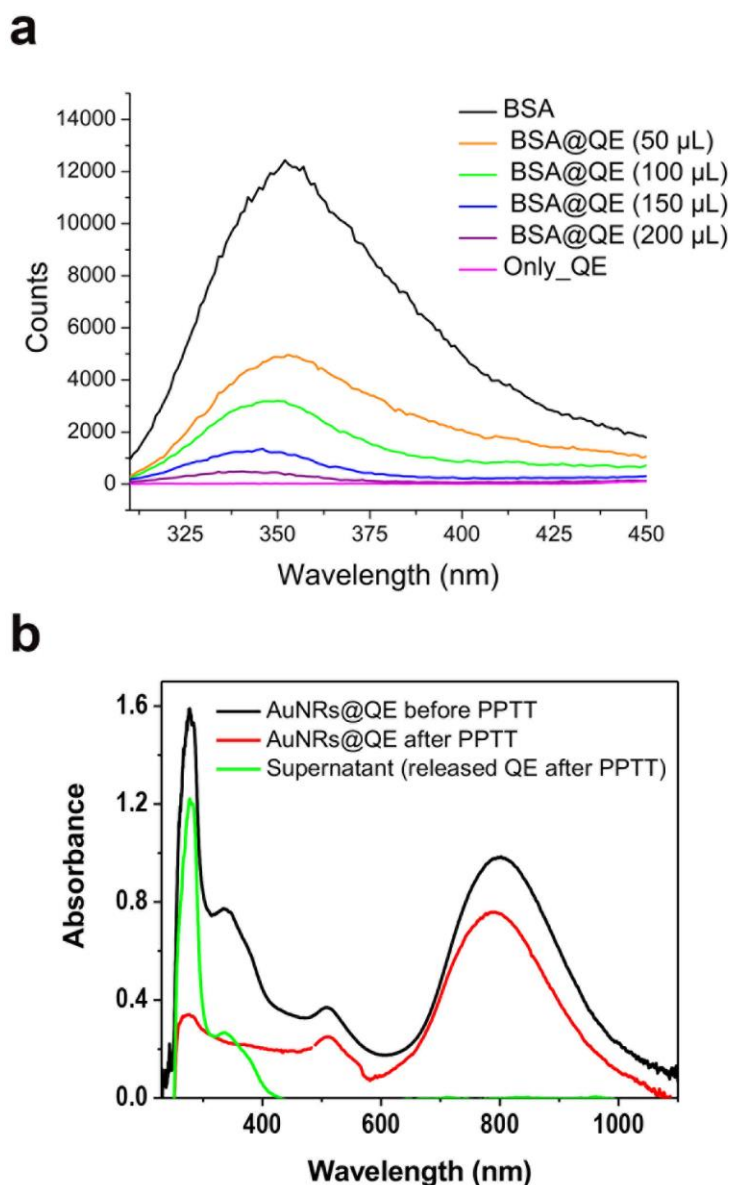 a
14000
12000
10000
8000
6000
4000
2000
0
Counts
BSA
BSA@QE (50 µL)
BSA@QE (100 µL)
BSA@QE (150 µL)
BSA@QE (200 µL)
Only_QE
325 350 375 400 425 450
Wavelength (nm)
b
1.6
1.2
0.8
0.4
0.0
Absorbance
AuNRs@QE before PPTT
AuNRs@QE after PPTT
Supernatant (released QE after PPTT)
400 600 800 1000
Wavelength (nm)